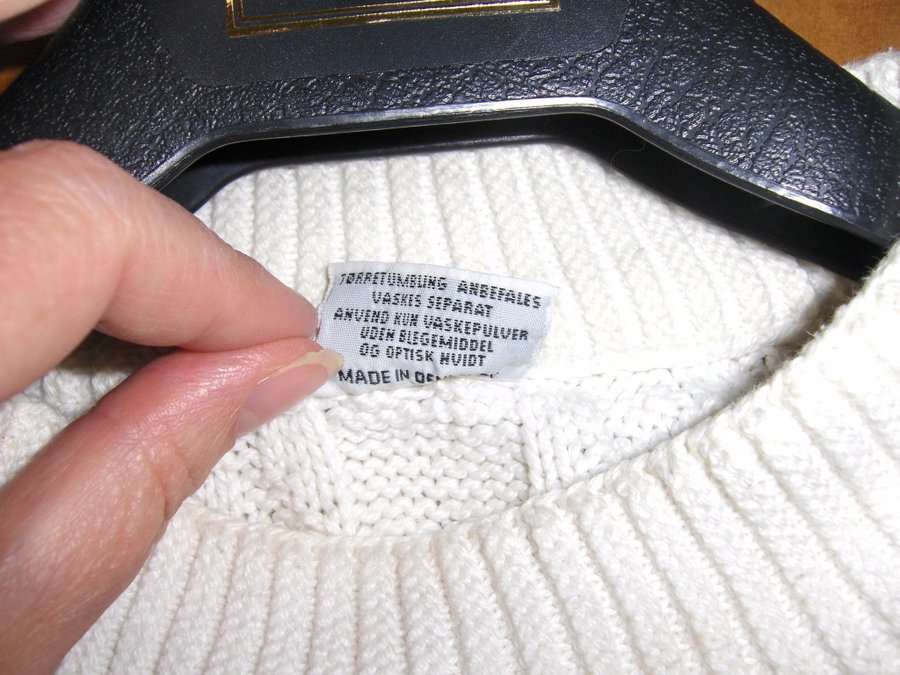 TØRRETUMBLING ANBEFALES
VASKES SEPARAT
ANVEND KUN VASKEPULVER
UDEN BLEGEMIDDEL
OG OPTISK HVIDT
MADE IN